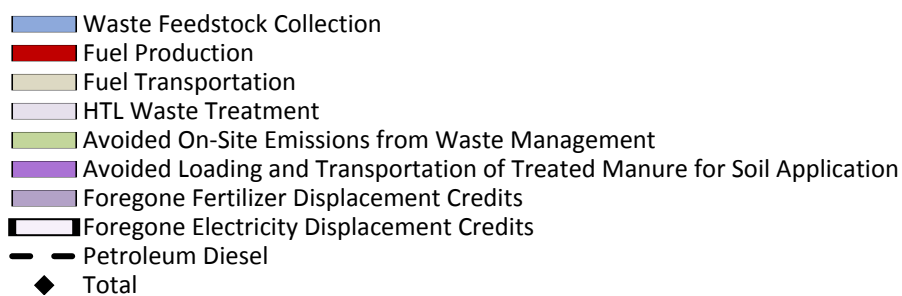 Waste Feedstock Collection
Fuel Production
Fuel Transportation
HTL Waste Treatment
Avoided On-Site Emissions from Waste Management
Avoided Loading and Transportation of Treated Manure for Soil Application
Foregone Fertilizer Displacement Credits
Foregone Electricity Displacement Credits
Petroleum Diesel
Total